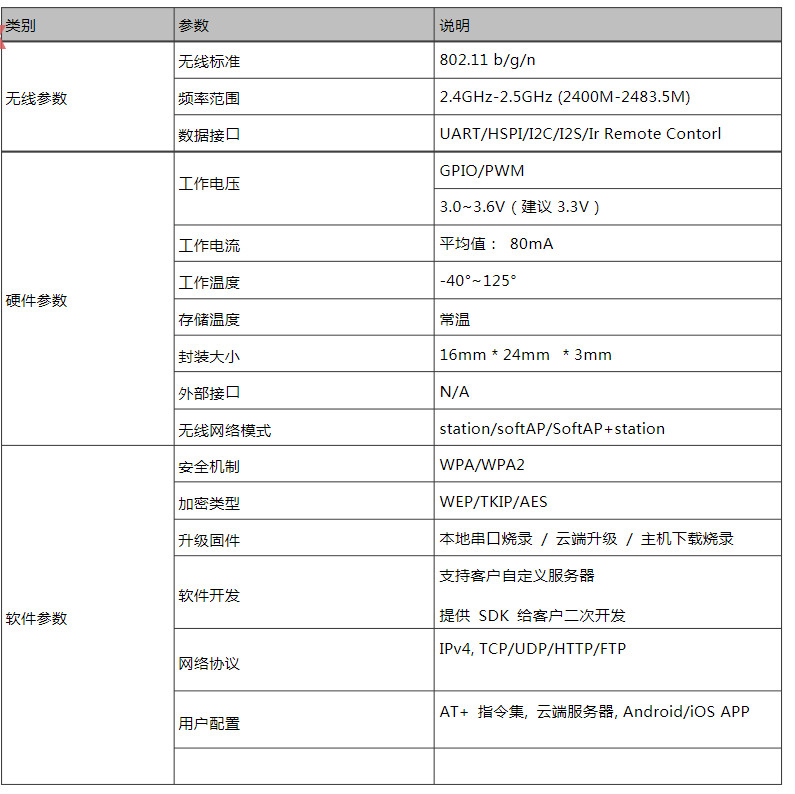 类别 参数 说明
无线参数
无线标准 802.11 b/g/n
频率范围 2.4GHz-2.5GHz (2400M-2483.5M)
数据接口 UART/HSPI/I2C/I2S/Ir Remote Contorl
硬件参数
工作电压 GPIO/PWM
3.0~3.6V（建议 3.3V）
工作电流 平均值： 80mA
工作温度 -40°~125°
存储温度 常温
封装大小 16mm * 24mm * 3mm
外部接口 N/A
无线网络模式 station/softAP/SoftAP+station
软件参数
安全机制 WPA/WPA2
加密类型 WEP/TKIP/AES
升级固件 本地串口烧录 / 云端升级 / 主机下载烧录
软件开发 支持客户自定义服务器
提供 SDK 给客户二次开发
网络协议 IPv4, TCP/UDP/HTTP/FTP
用户配置 AT+ 指令集, 云端服务器, Android/iOS APP